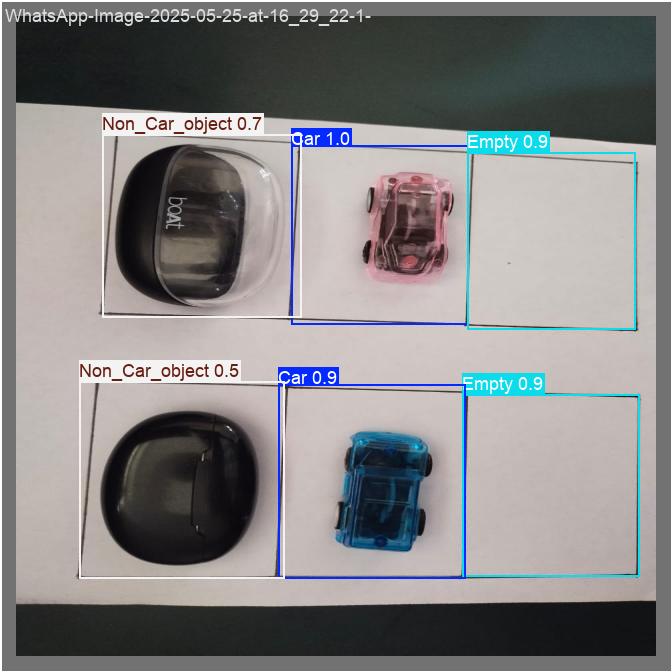 WhatsApp-Image-2025-05-25-at-16_29_22-1-
Non_Car_object 0.7
Car 1.0
Empty 0.9
boAt
Non_Car_object 0.5
Car 0.9
Empty 0.9